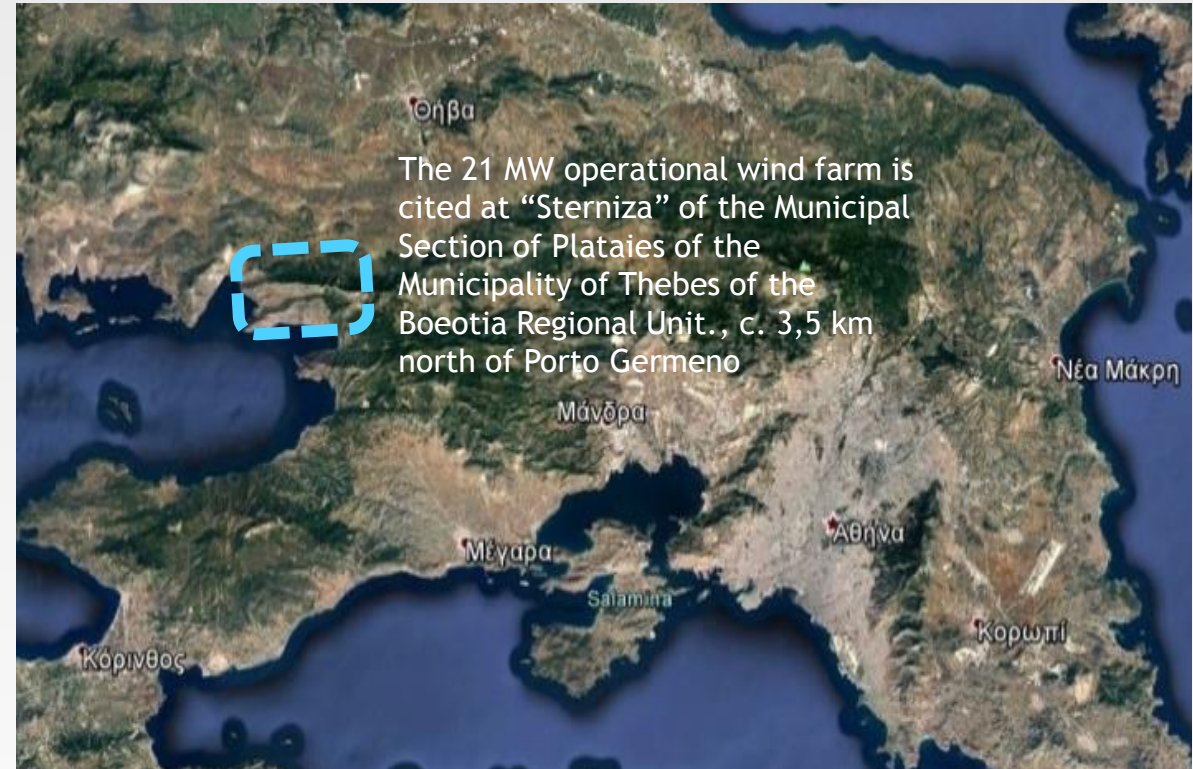 Θήβα
The 21 MW operational wind farm is
cited at “Sterniza” of the Municipal
Section of Plataies of the
Municipality of Thebes of the
Boeotia Regional Unit., c. 3,5 km
north of Porto Germeno
Νέα Μάκρη
Μάνδρα
Αθήνα
Μέγαρα
Salamina
Κορωπί
Κόρινθος